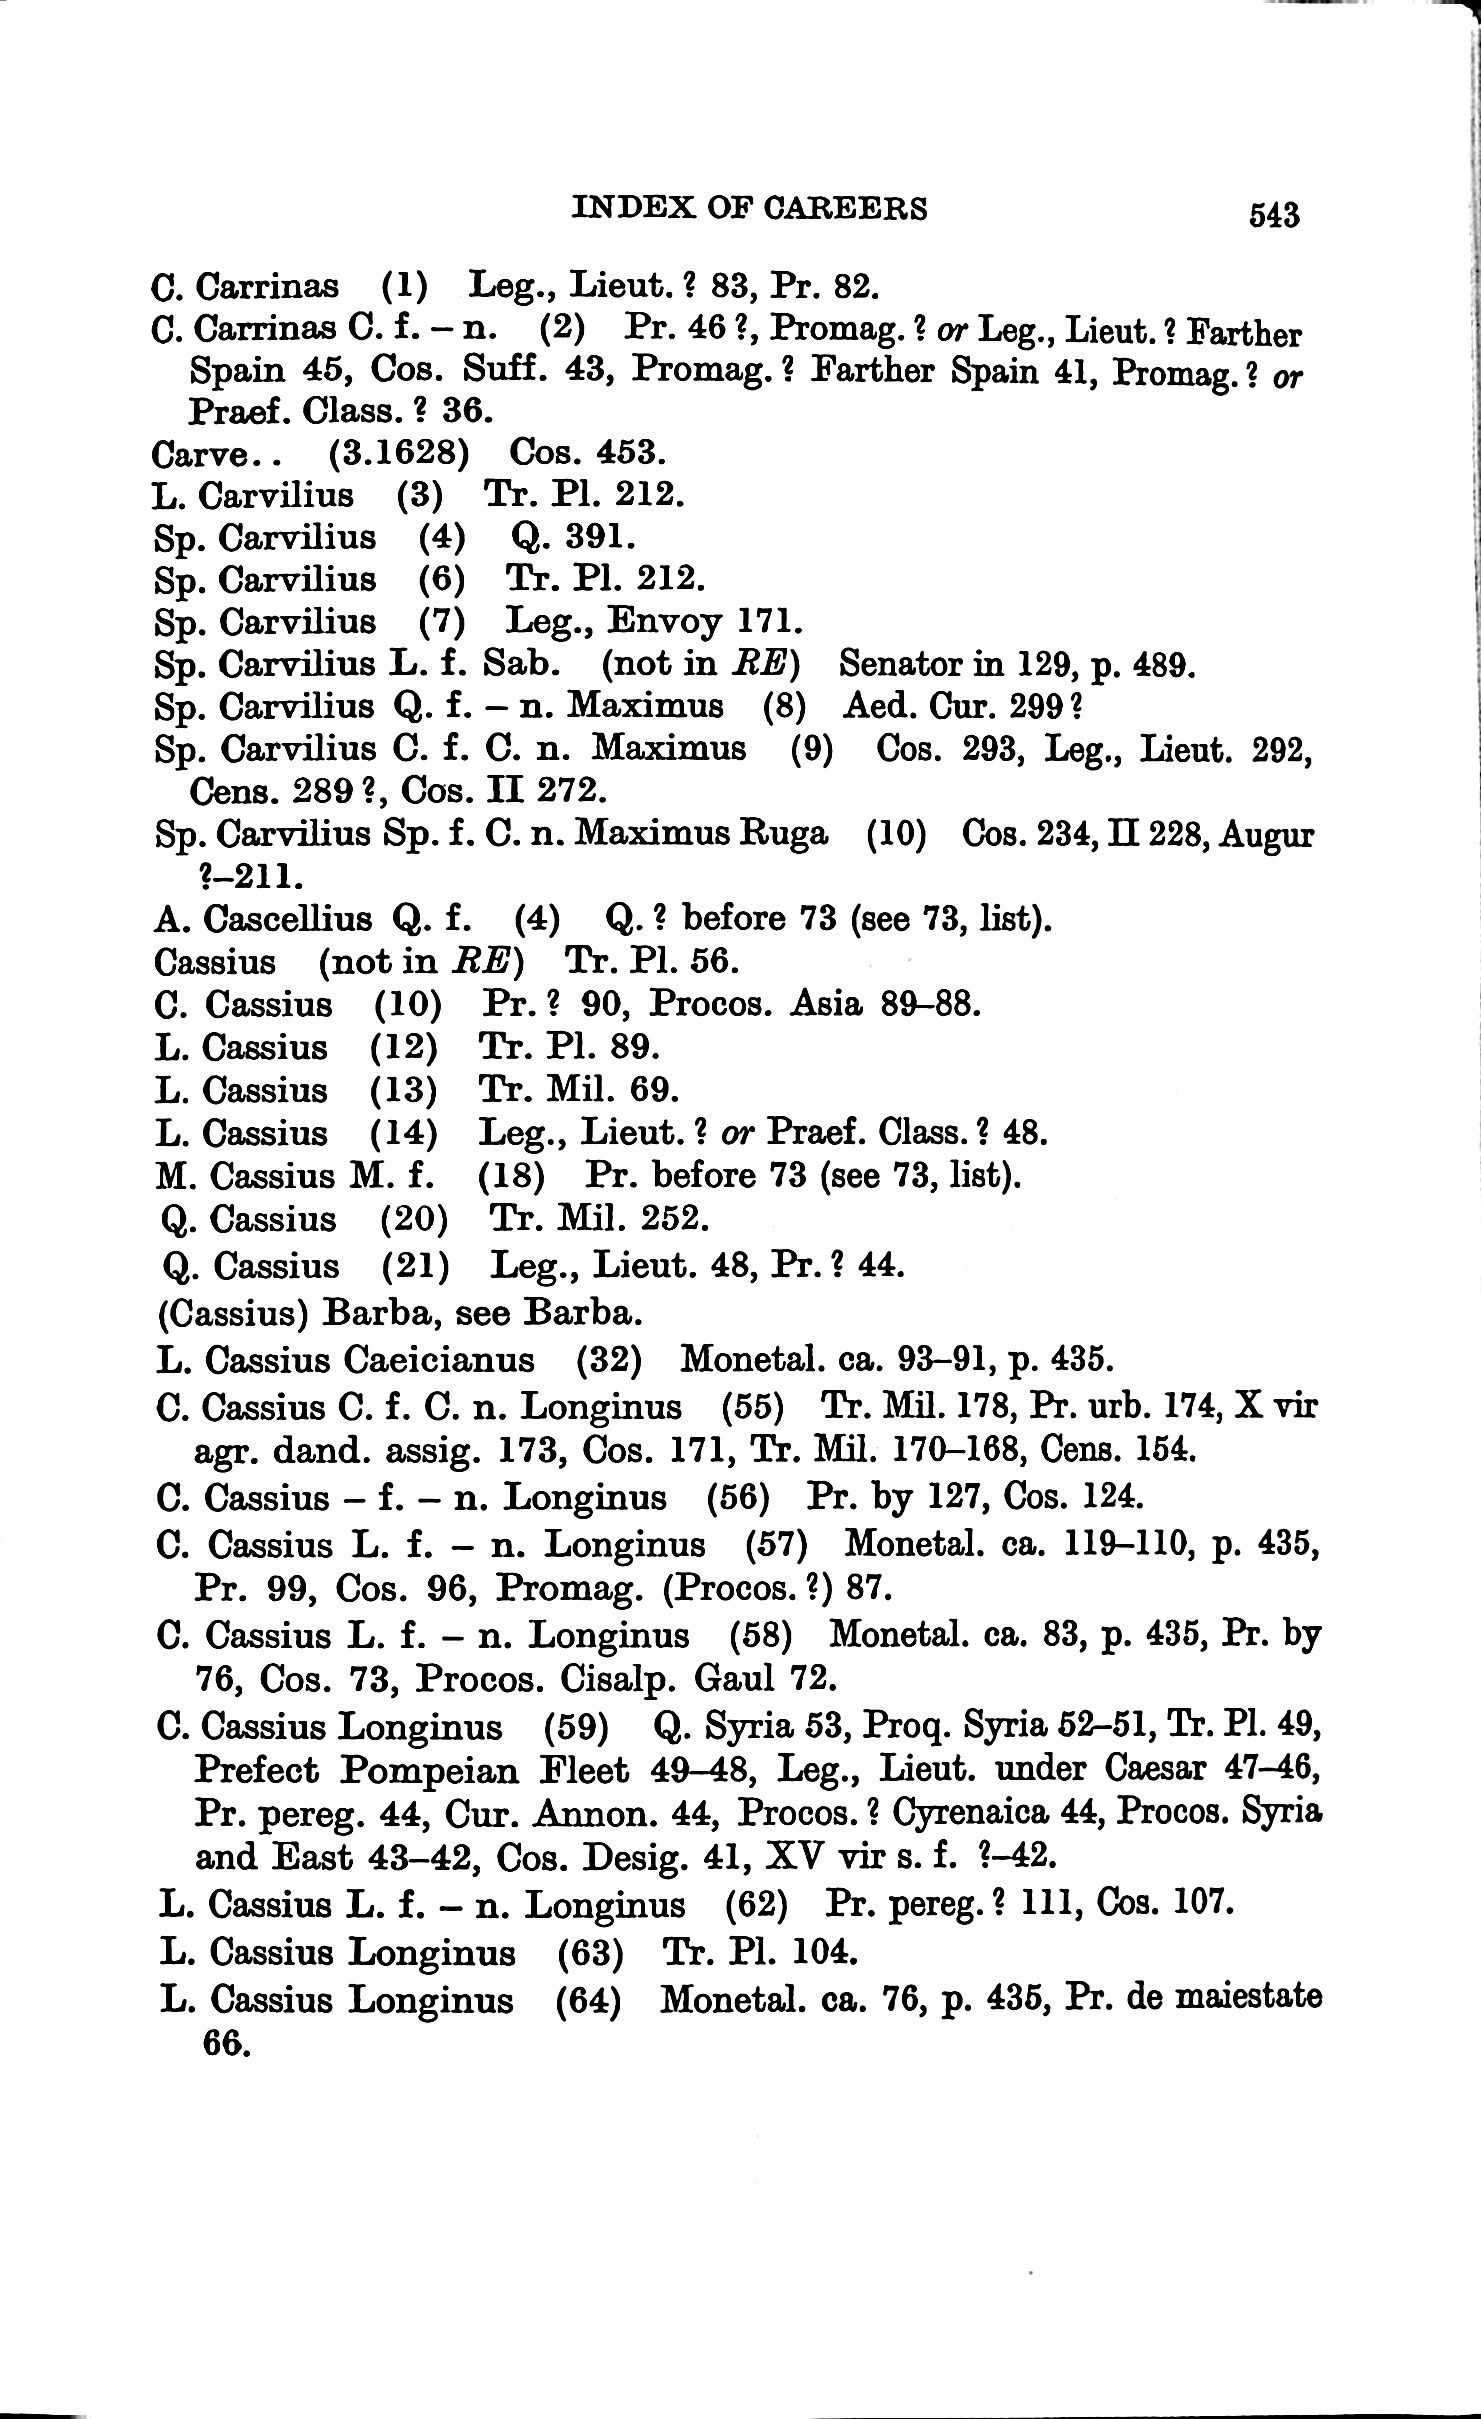 INDEX OF CAREERS 543
C. Carrinas (1) Leg., Lieut. ? 83, Pr. 82.
C. Carrinas C. f. – n. (2) Pr. 46 ?, Promag. ? or Leg., Lieut. ? Farther
Spain 45, Cos. Suff. 43, Promag. ? Farther Spain 41, Promag. ? or
Praef. Class. ? 36.
Carve.. (3.1628) Cos. 453.
L. Carvilius (3) Tr. Pl. 212.
Sp. Carvilius (4) Q. 391.
Sp. Carvilius (6) Tr. Pl. 212.
Sp. Carvilius (7) Leg., Envoy 171.
Sp. Carvilius L. f. Sab. (not in RE) Senator in 129, p. 489.
Sp. Carvilius Q. f. – n. Maximus (8) Aed. Cur. 299 ?
Sp. Carvilius C. f. C. n. Maximus (9) Cos. 293, Leg., Lieut. 292,
Cens. 289 ?, Cos. II 272.
Sp. Carvilius Sp. f. C. n. Maximus Ruga (10) Cos. 234, II 228, Augur
?–211.
A. Cascellius Q. f. (4) Q. ? before 73 (see 73, list).
Cassius (not in RE) Tr. Pl. 56.
C. Cassius (10) Pr. ? 90, Procos. Asia 89–88.
L. Cassius (12) Tr. Pl. 89.
L. Cassius (13) Tr. Mil. 69.
L. Cassius (14) Leg., Lieut. ? or Praef. Class. ? 48.
M. Cassius M. f. (18) Pr. before 73 (see 73, list).
Q. Cassius (20) Tr. Mil. 252.
Q. Cassius (21) Leg., Lieut. 48, Pr. ? 44.
(Cassius) Barba, see Barba.
L. Cassius Caeicianus (32) Monetal. ca. 93–91, p. 435.
C. Cassius C. f. C. n. Longinus (55) Tr. Mil. 178, Pr. urb. 174, X vir
agr. dand. assig. 173, Cos. 171, Tr. Mil. 170–168, Cens. 154.
C. Cassius – f. – n. Longinus (56) Pr. by 127, Cos. 124.
C. Cassius L. f. – n. Longinus (57) Monetal. ca. 119–110, p. 435,
Pr. 99, Cos. 96, Promag. (Procos. ?) 87.
C. Cassius L. f. – n. Longinus (58) Monetal. ca. 83, p. 435, Pr. by
76, Cos. 73, Procos. Cisalp. Gaul 72.
C. Cassius Longinus (59) Q. Syria 53, Proq. Syria 52–51, Tr. Pl. 49,
Prefect Pompeian Fleet 49–48, Leg., Lieut. under Caesar 47–46,
Pr. pereg. 44, Cur. Annon. 44, Procos. ? Cyrenaica 44, Procos. Syria
and East 43–42, Cos. Desig. 41, XV vir s. f. ?–42.
L. Cassius L. f. – n. Longinus (62) Pr. pereg. ? 111, Cos. 107.
L. Cassius Longinus (63) Tr. Pl. 104.
L. Cassius Longinus (64) Monetal. ca. 76, p. 435, Pr. de maiestate
66.